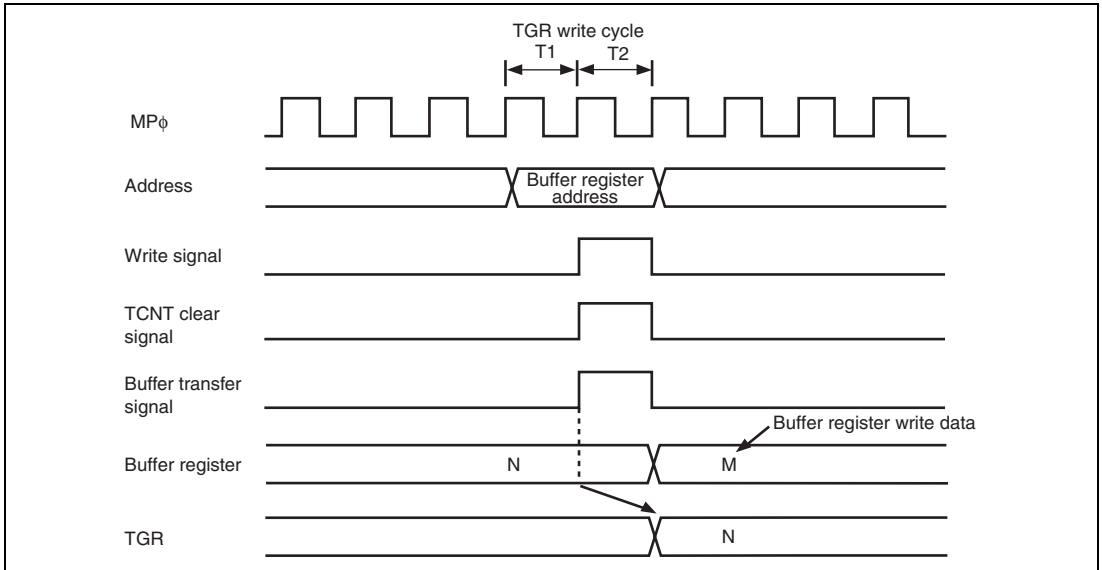 TGR write cycle
T1 T2
MPϕ
Address
Buffer register
address
Write signal
TCNT clear
signal
Buffer transfer
signal
Buffer register write data
Buffer register
N
M
TGR
N